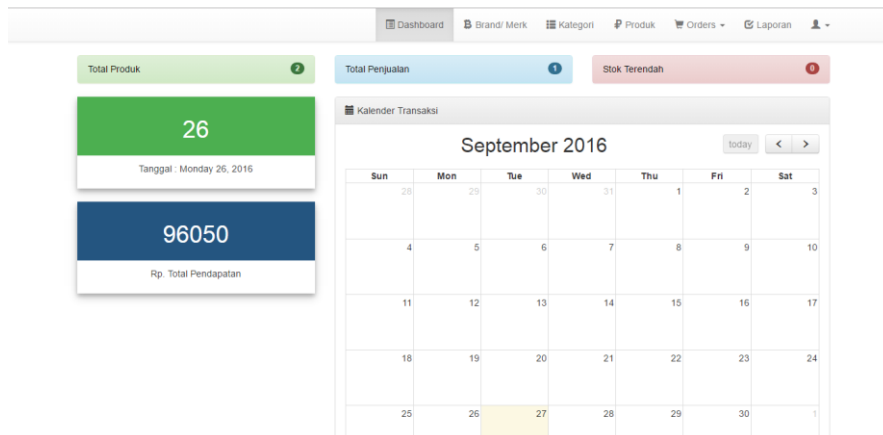 Dashboard Brand/ Merk Kategori Produk Orders Laporan
Total Produk 2 Total Penjualan 1 Stok Terendah 0
26
Tanggal : Monday 26, 2016
96050
Rp. Total Pendapatan
Kalender Transaksi
September 2016 today
Sun Mon Tue Wed Thu Fri Sat
28 29 30 31 1 2 3
4 5 6 7 8 9 10
11 12 13 14 15 16 17
18 19 20 21 22 23 24
25 26 27 28 29 30 1